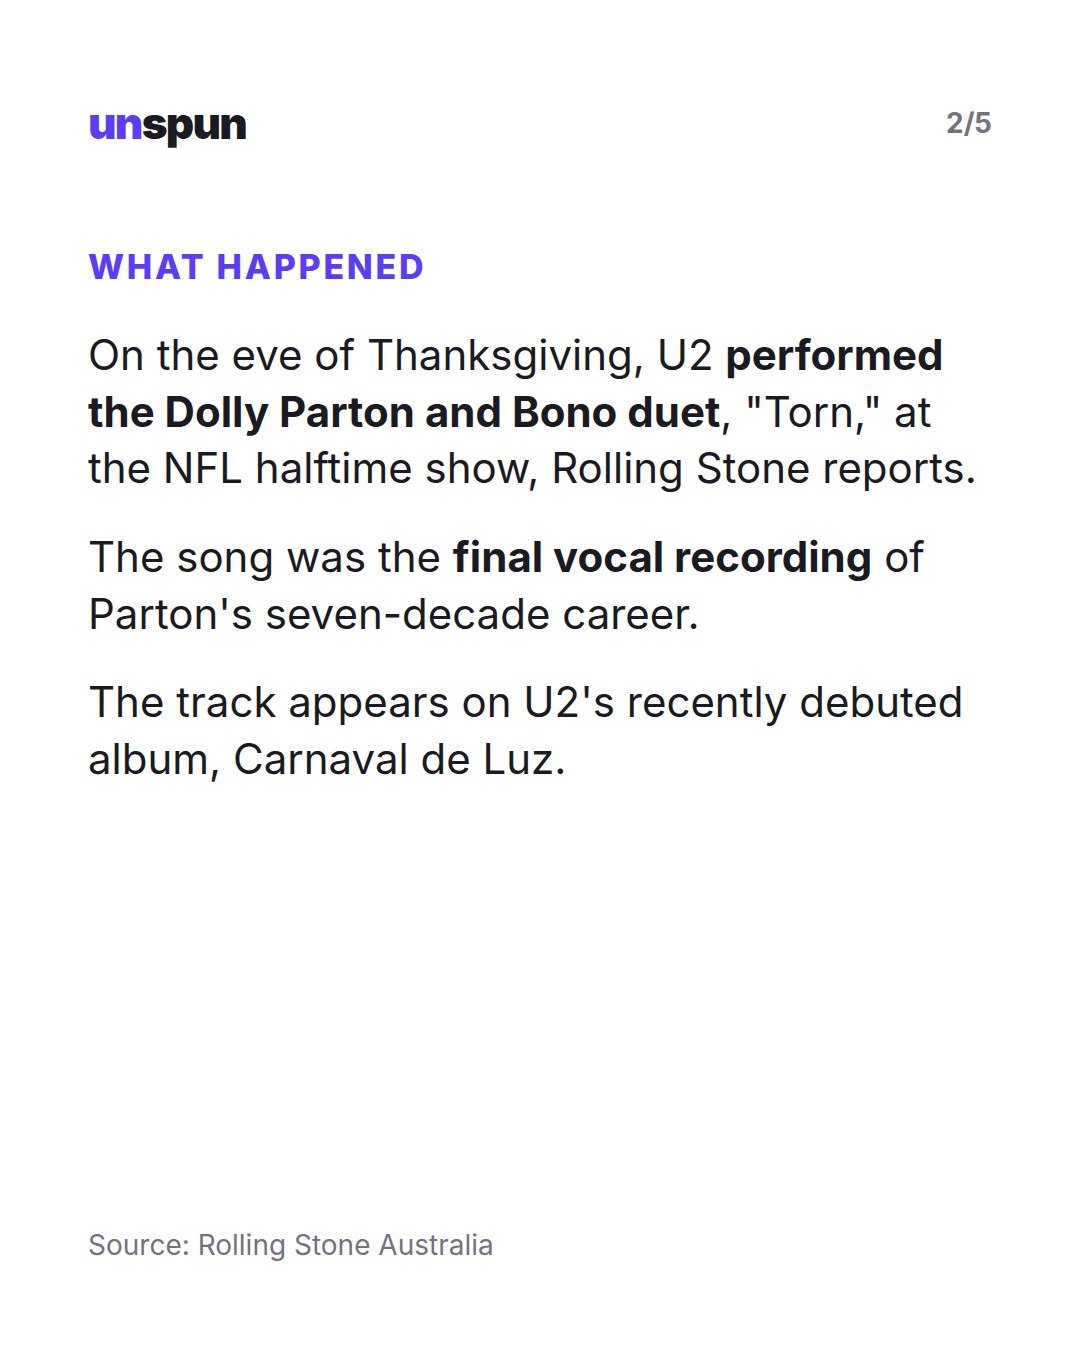 unspun
2/5
WHAT HAPPENED
On the eve of Thanksgiving, U2 performed
the Dolly Parton and Bono duet, "Torn," at
the NFL halftime show, Rolling Stone reports.
The song was the final vocal recording of
Parton's seven-decade career.
The track appears on U2's recently debuted
album, Carnaval de Luz.
Source: Rolling Stone Australia